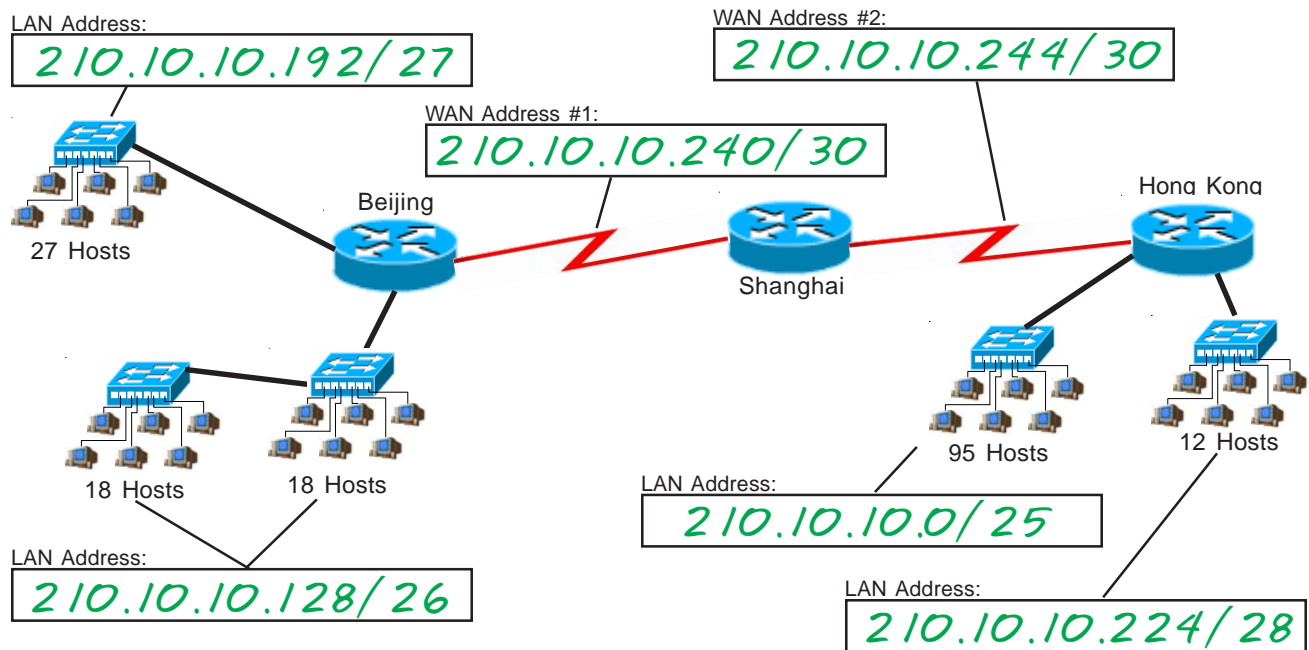 LAN Address:
210.10.10.192/27
WAN Address #2:
210.10.10.244/30
WAN Address #1:
210.10.10.240/30
27 Hosts
Beijing
Shanghai
Hong Kong
18 Hosts
18 Hosts
95 Hosts
12 Hosts
LAN Address:
210.10.10.0/25
LAN Address:
210.10.10.128/26
LAN Address:
210.10.10.224/28